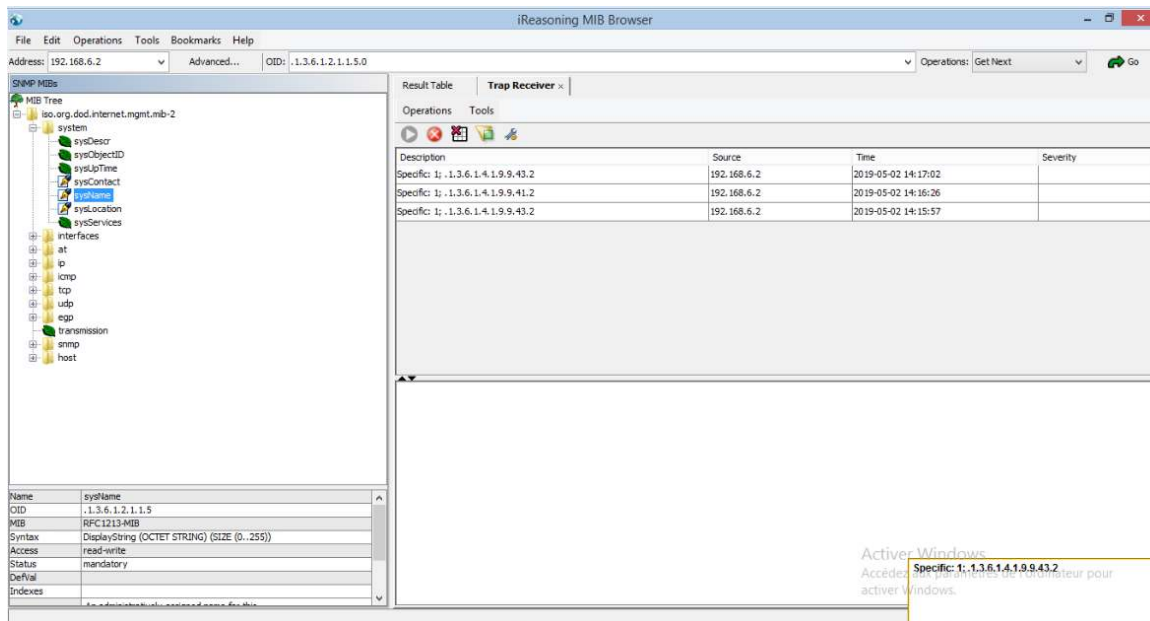 iReasoning MIB Browser
File Edit Operations Tools Bookmarks Help
Address: 192.168.6.2 Advanced... OID: .1.3.6.1.2.1.1.5.0 Operations: Get Next Go
SNMP MIBs
MIB Tree
iso.org.dod.internet.mgmt.mib-2
system
sysDescr
sysObjectID
sysUpTime
sysContact
sysName
sysLocation
sysServices
interfaces
at
ip
icmp
tcp
udp
egp
transmission
snmp
host
Name sysName
OID .1.3.6.1.2.1.1.5
MIB RFC1213-MIB
Syntax DisplayString (OCTET STRING) (SIZE (0..255))
Access read-write
Status mandatory
DefVal
Indexes
An administratively-assigned name for this
Result Table Trap Receiver
Operations Tools
Description Source Time Severity
Specific: 1; .1.3.6.1.4.1.9.9.43.2 192.168.6.2 2019-05-02 14:17:02
Specific: 1; .1.3.6.1.4.1.9.9.41.2 192.168.6.2 2019-05-02 14:16:26
Specific: 1; .1.3.6.1.4.1.9.9.43.2 192.168.6.2 2019-05-02 14:15:57
Activer Windows
Accédez aux paramètres de l'ordinateur pour
activer Windows.
Specific: 1; .1.3.6.1.4.1.9.9.43.2